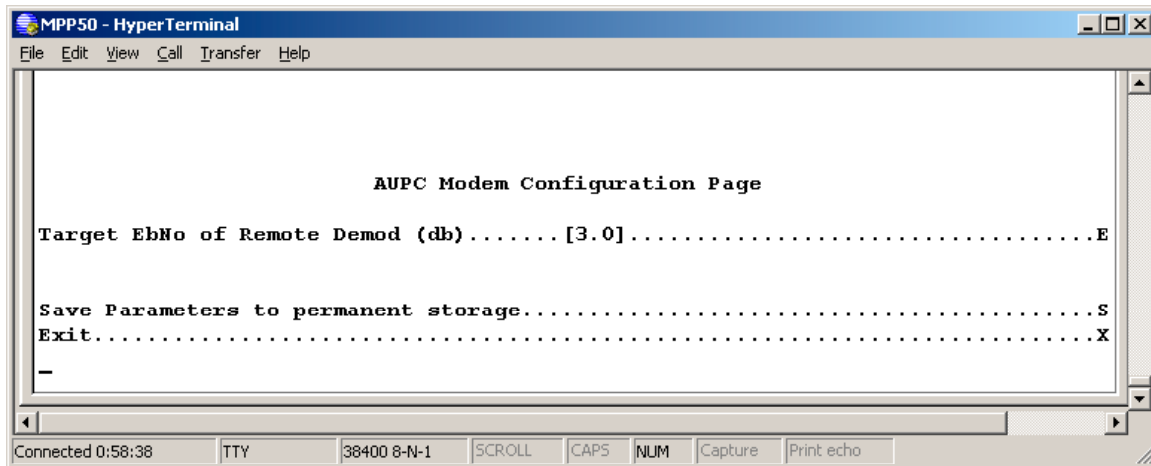 MPP50 - HyperTerminal
File Edit View Call Transfer Help
AUPC Modem Configuration Page
Target EbNo of Remote Demod (db).......[3.0]...................................E
Save Parameters to permanent storage...........................................S
Exit...........................................................................X
_
Connected 0:58:38 TTY 38400 8-N-1 SCROLL CAPS NUM Capture Print echo